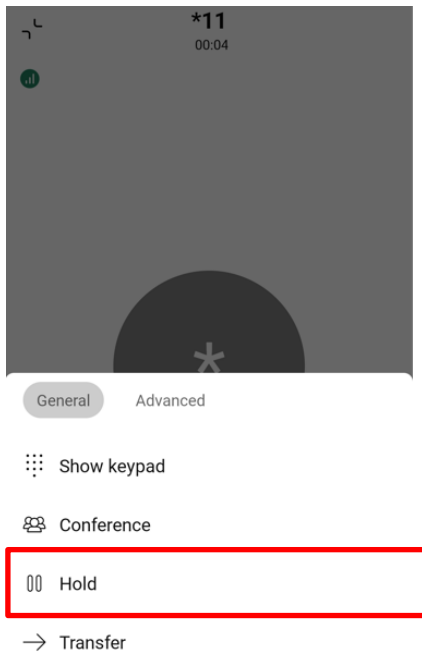 *11
00:04
*
General
Advanced
Show keypad
Conference
Hold
Transfer